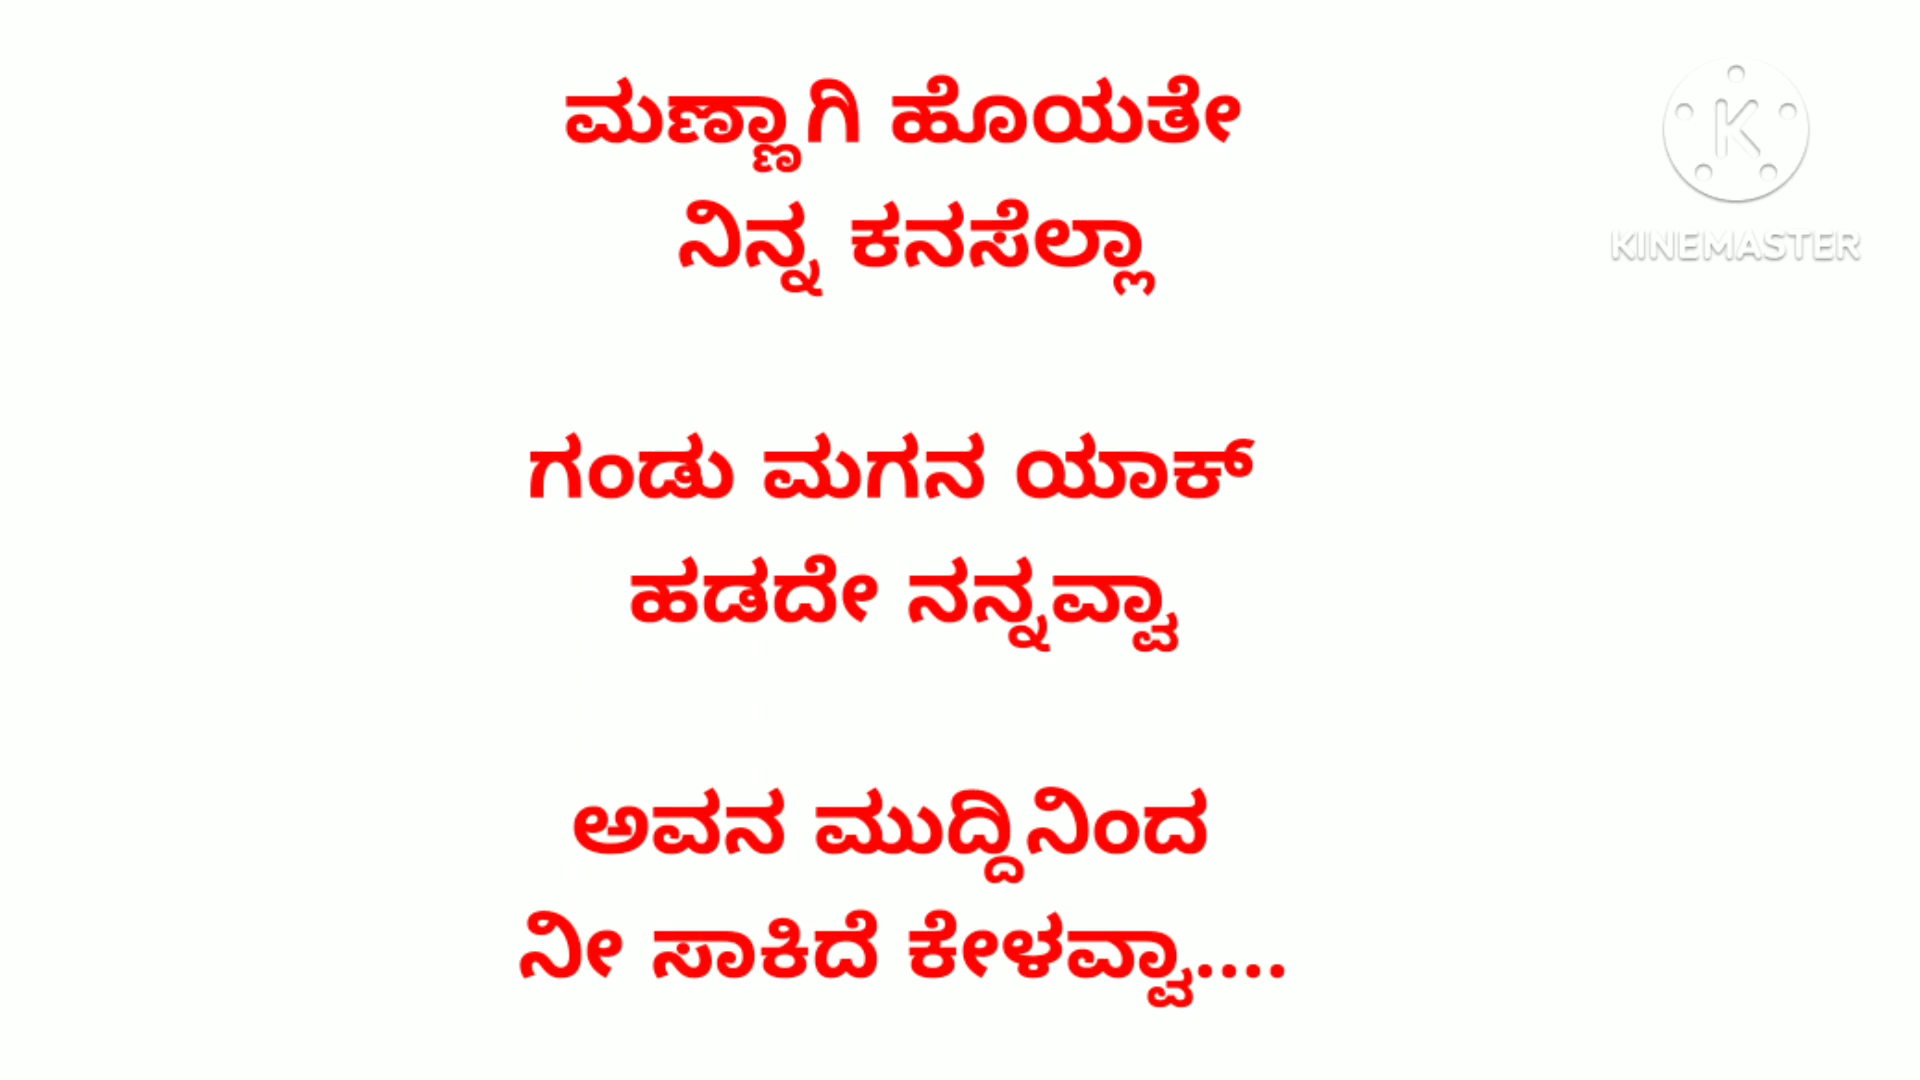 ಮಣ್ಣಾಗಿ ಹೊಯತೇ
ನಿನ್ನ ಕನಸೆಲ್ಲಾ
ಗಂಡು ಮಗನ ಯಾಕ್
ಹಡದೇ ನನ್ನವ್ವಾ
ಅವನ ಮುದ್ದಿನಿಂದ
ನೀ ಸಾಕಿದೆ ಕೇಳವ್ವಾ....
K
KINEMASTER